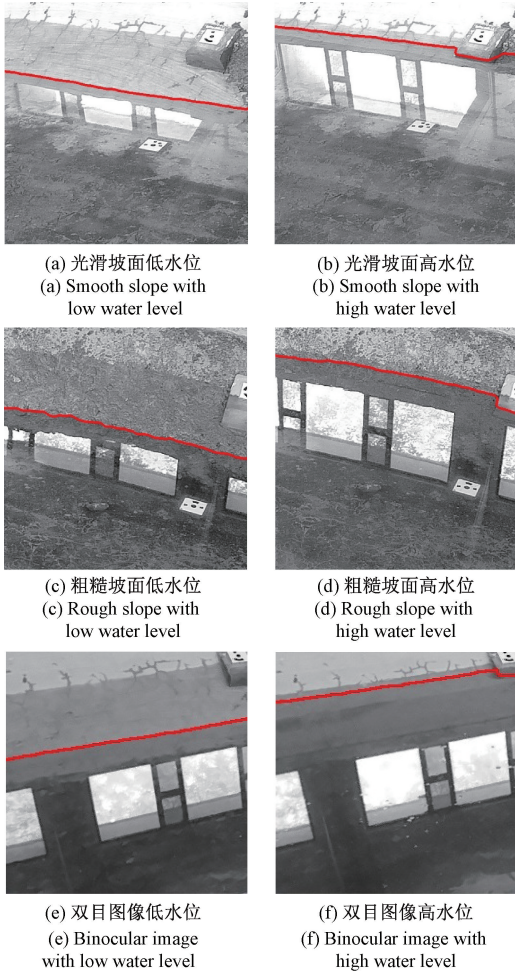 (a) 光滑坡面低水位
(a) Smooth slope with
low water level
(b) 光滑坡面高水位
(b) Smooth slope with
high water level
(c) 粗糙坡面低水位
(c) Rough slope with
low water level
(d) 粗糙坡面高水位
(d) Rough slope with
high water level
(e) 双目图像低水位
(e) Binocular image
with low water level
(f) 双目图像高水位
(f) Binocular image with
high water level